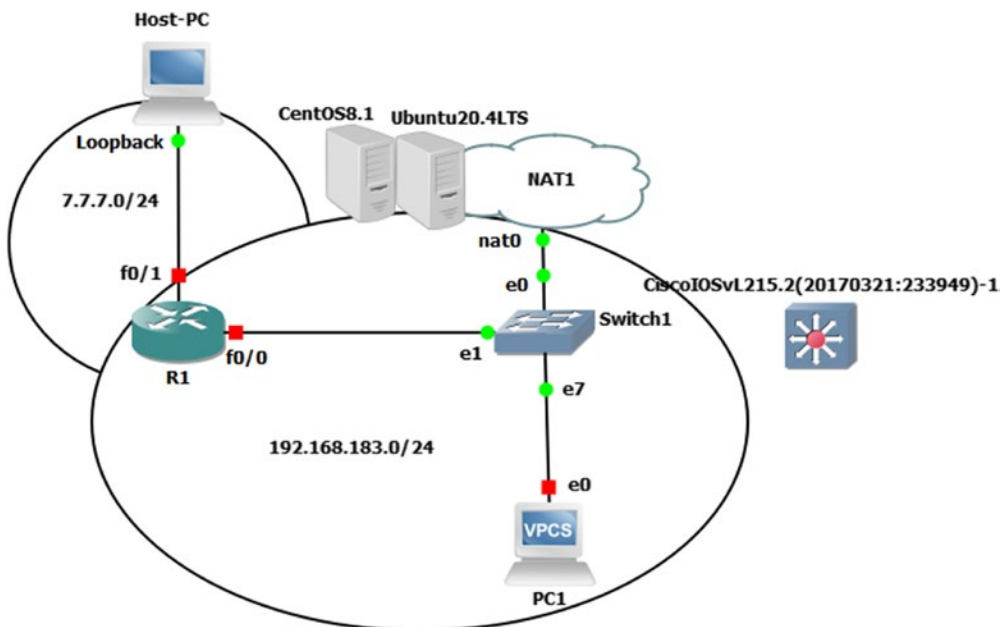 Host-PC
CentOS8.1
Ubuntu20.4LTS
Loopback
NAT1
7.7.7.0/24
nat0
f0/1
e0
CiscoIOSvL215.2(20170321:233949)-1.
Switch1
f0/0
e1
R1
e7
192.168.183.0/24
e0
VPCS
PC1